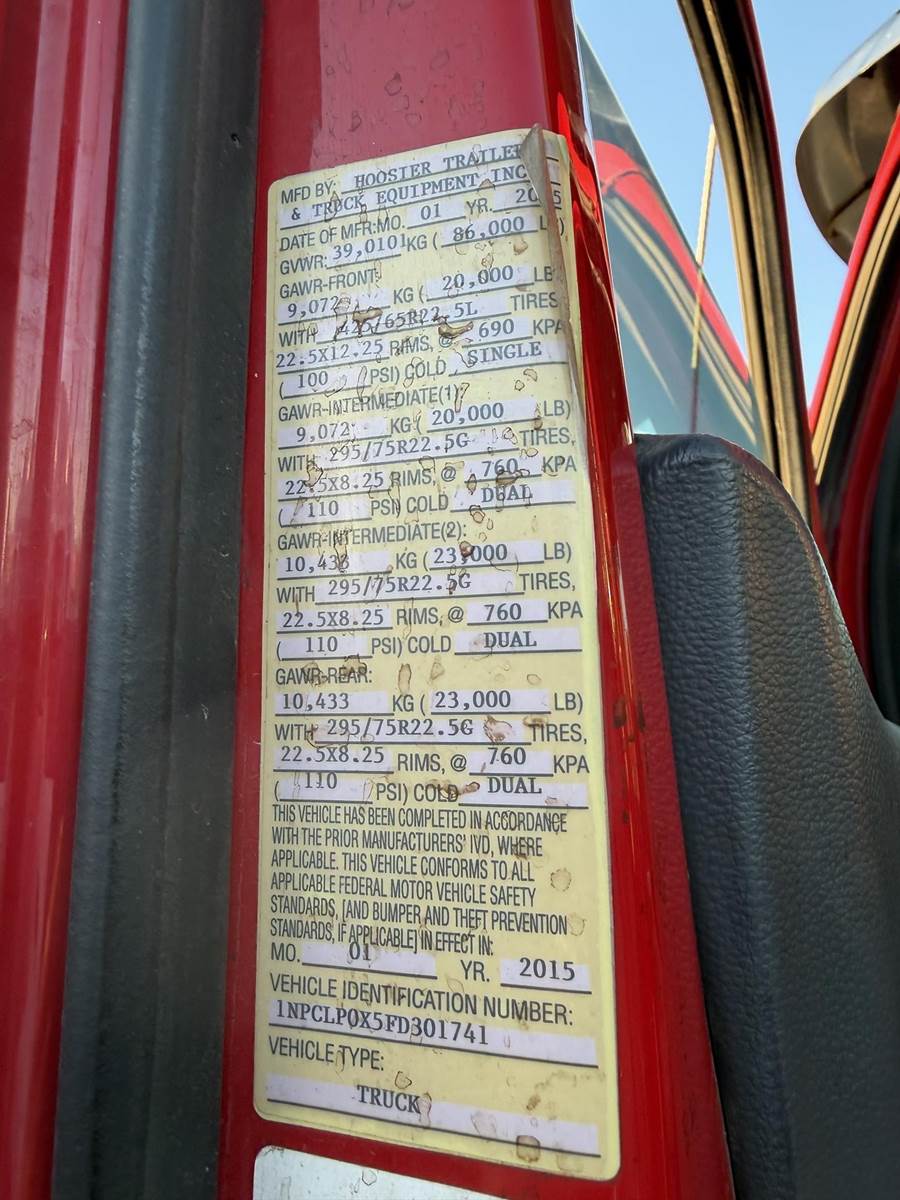 MFD BY: HOOSIER TRAILER
& TRUCK EQUIPMENT INC
DATE OF MFR:MO. 01 YR. 2015
GVWR: 39,0101 KG ( 86,000 LB)
GAWR-FRONT:
9,072 KG ( 20,000 LB
WITH 425/65R22.5L TIRES
22.5X12.25 RIMS, @ 690 KPA
( 100 PSI) COLD, SINGLE
GAWR-INTERMEDIATE(1)
9,072 KG ( 20,000 LB)
WITH 295/75R22.5G TIRES,
22.5X8.25 RIMS, @ 760 KPA
( 110 PSI) COLD DUAL
GAWR-INTERMEDIATE(2):
10,433 KG ( 23,000 LB)
WITH 295/75R22.5G TIRES,
22.5X8.25 RIMS, @ 760 KPA
( 110 PSI) COLD DUAL
GAWR-REAR:
10,433 KG ( 23,000 LB)
WITH 295/75R22.5G TIRES,
22.5X8.25 RIMS, @ 760 KPA
( 110 PSI) COLD DUAL
THIS VEHICLE HAS BEEN COMPLETED IN ACCORDANCE
WITH THE PRIOR MANUFACTURERS' IVD, WHERE
APPLICABLE. THIS VEHICLE CONFORMS TO ALL
APPLICABLE FEDERAL MOTOR VEHICLE SAFETY
STANDARDS, [AND BUMPER AND THEFT PREVENTION
STANDARDS, IF APPLICABLE] IN EFFECT IN:
MO. 01 YR. 2015
VEHICLE IDENTIFICATION NUMBER:
1NPCLP0X5FD301741
VEHICLE TYPE:
TRUCK